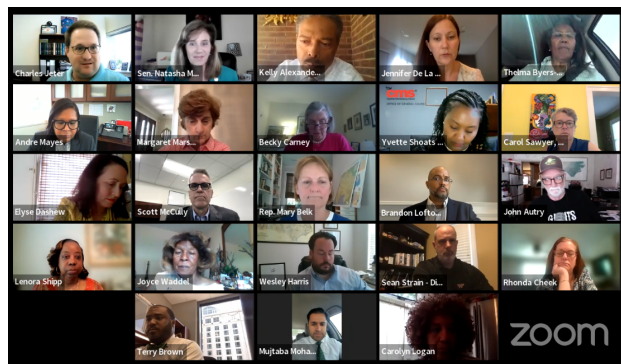 Charles Jeter
Sen. Natasha M...
Kelly Alexande...
Jennifer De La ...
Thelma Byers-...
Andre Mayes
Margaret Mars...
Becky Carney
cms
Yvette Shoats ...
Carol Sawyer, ...
Elyse Dashew
Scott McCully
Rep. Mary Belk
Brandon Lofto...
John Autry
Lenora Shipp
Joyce Waddel
Wesley Harris
Sean Strain - Di...
Rhonda Cheek
Terry Brown
Mujtaba Moha...
Carolyn Logan
zoom